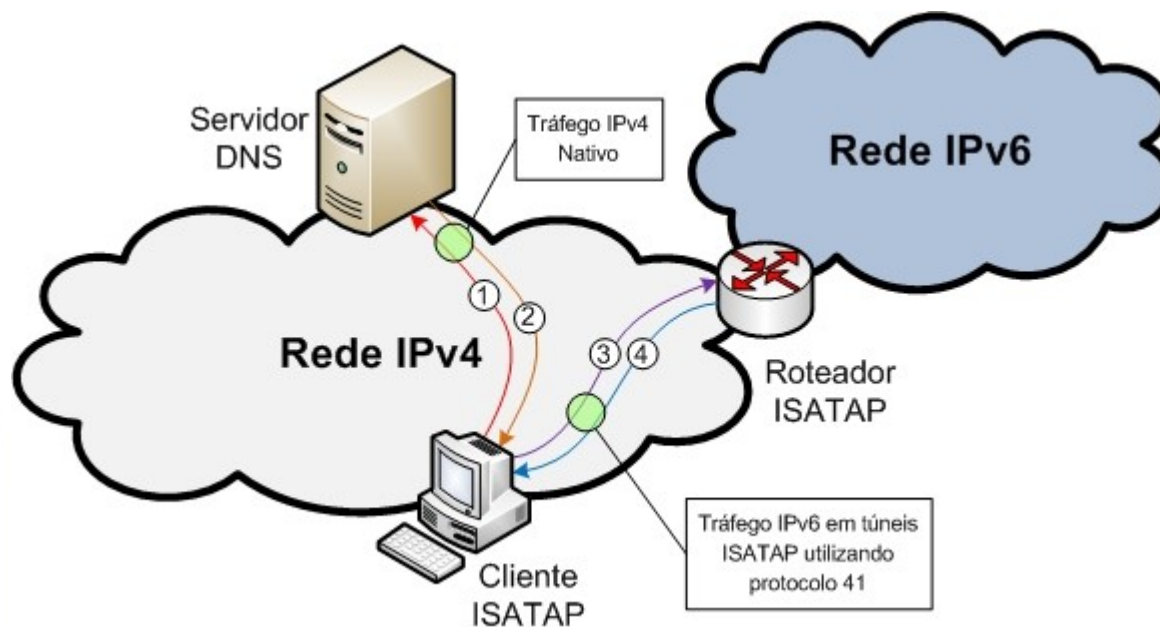 Servidor
DNS
Tráfego IPv4
Nativo
Rede IPv6
1
2
Rede IPv4
3
4
Roteador
ISATAP
Cliente
ISATAP
Tráfego IPv6 em túneis
ISATAP utilizando
protocolo 41